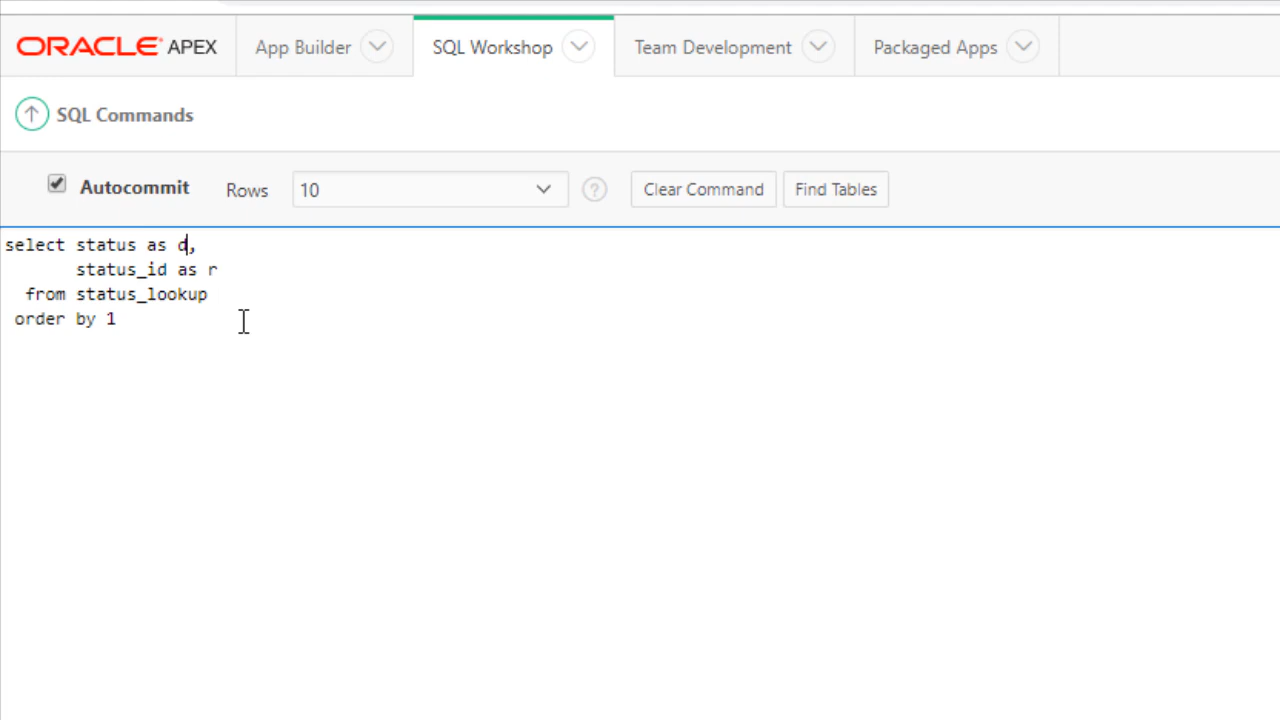 ORACLE APEX App Builder SQL Workshop Team Development Packaged Apps
SQL Commands
Autocommit Rows 10 ? Clear Command Find Tables
select status as d,
       status_id as r
  from status_lookup
 order by 1